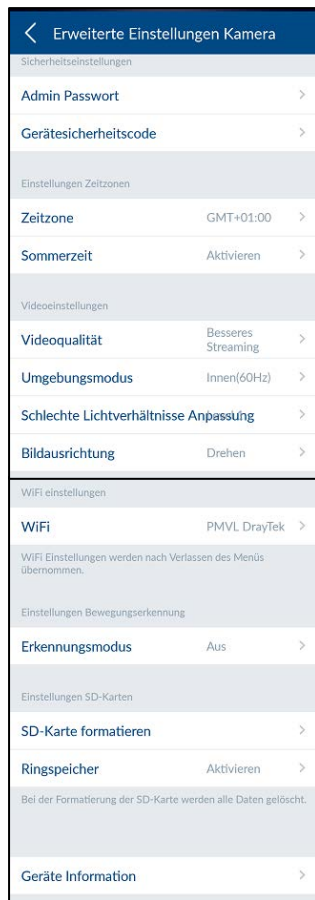 Erweiterte Einstellungen Kamera
Sicherheitseinstellungen
Admin Passwort
Gerätesicherheitscode
Einstellungen Zeitzonen
Zeitzone GMT+01:00
Sommerzeit Aktivieren
Videoeinstellungen
Videoqualität Besseres
Streaming
Umgebungsmodus Innen(60Hz)
Schlechte Lichtverhältnisse Anpassung
Bildausrichtung Drehen
WiFi einstellungen
WiFi PMVL DrayTek
WiFi Einstellungen werden nach Verlassen des Menüs
übernommen.
Einstellungen Bewegungserkennung
Erkennungsmodus Aus
Einstellungen SD-Karten
SD-Karte formatieren
Ringspeicher Aktivieren
Bei der Formatierung der SD-Karte werden alle Daten gelöscht.
Geräte Information